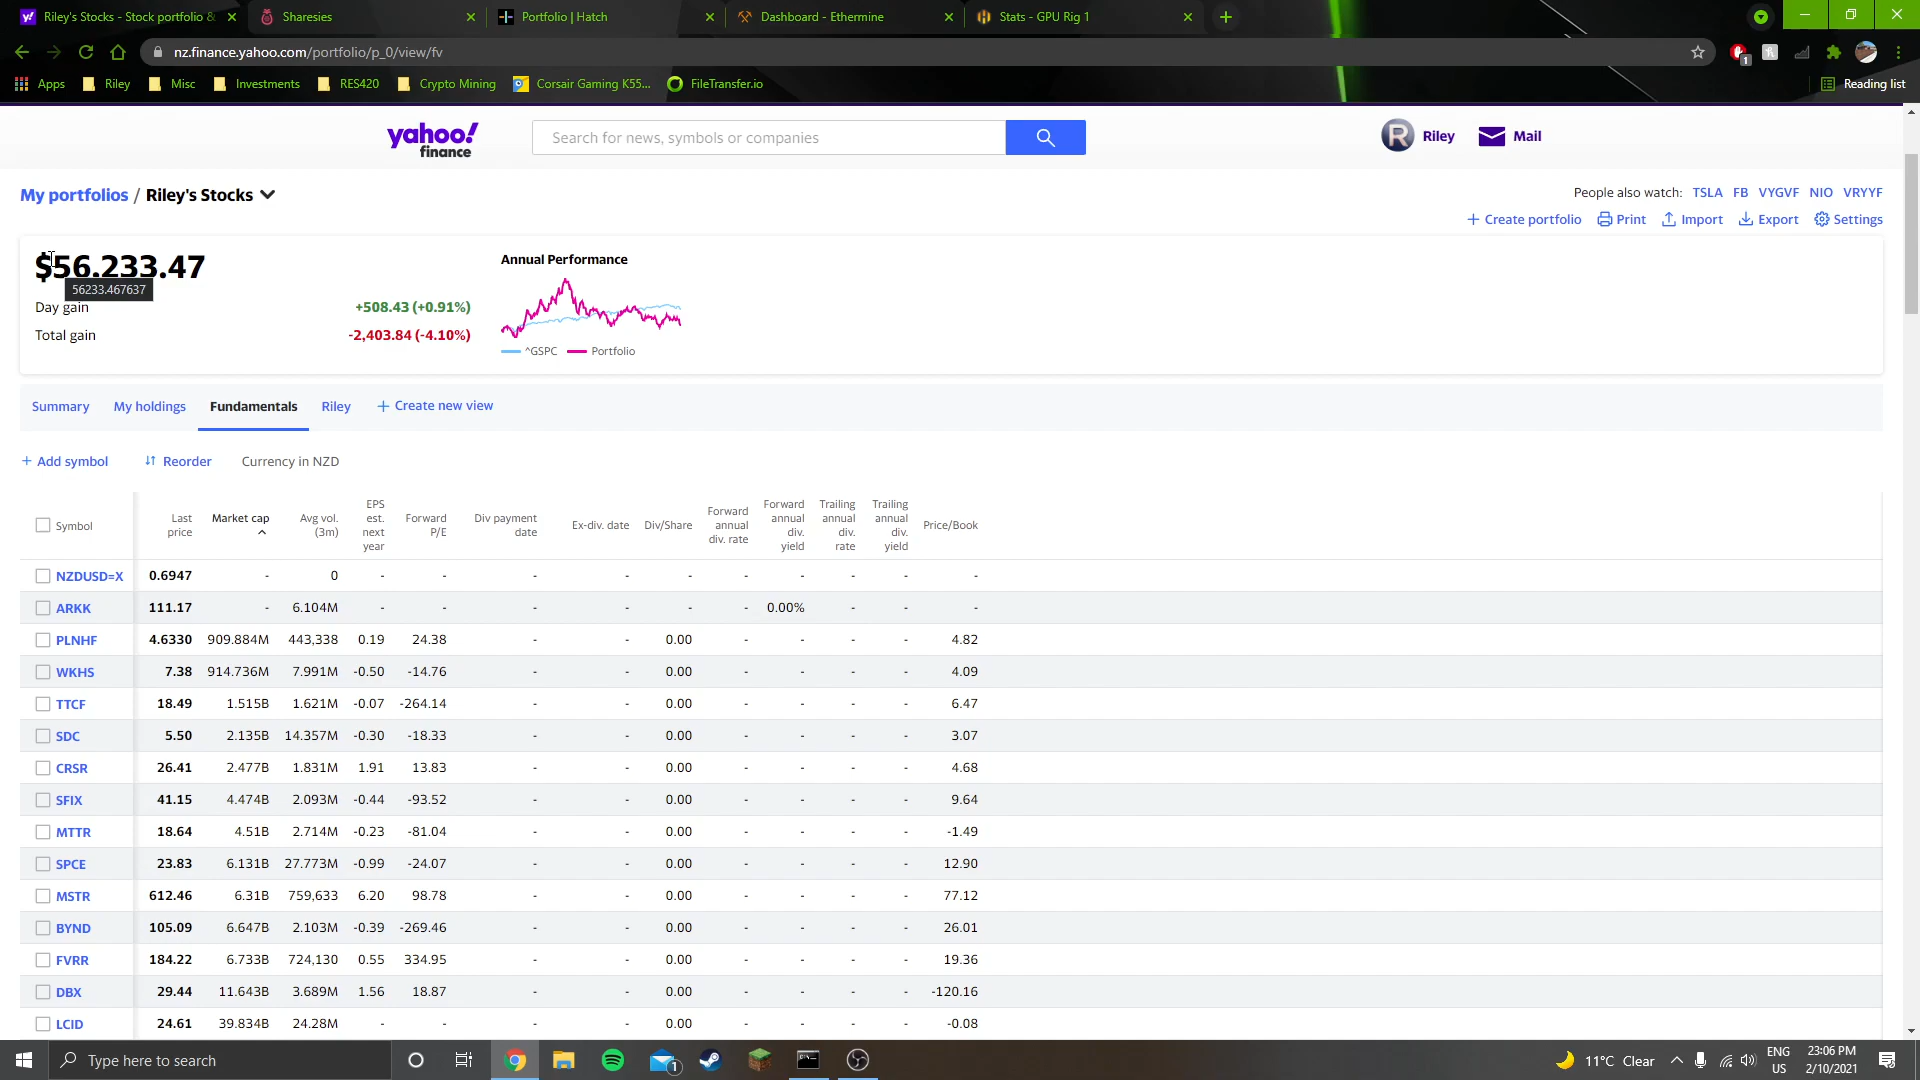 Riley's Stocks - Stock portfolio &
Sharesies
Portfolio | Hatch
Dashboard - Ethermine
Stats - GPU Rig 1
nz.finance.yahoo.com/portfolio/p_0/view/fv
1
Apps
Riley
Misc
Investments
RES420
Crypto Mining
Corsair Gaming K55...
FileTransfer.io
Reading list
yahoo!
finance
Search for news, symbols or companies
R
Riley
Mail
My portfolios / Riley's Stocks
People also watch: TSLA FB VYGVF NIO VRYYF
+ Create portfolio Print Import Export Settings
$56,233.47
56233.467637
Day gain +508.43 (+0.91%)
Total gain -2,403.84 (-4.10%)
Annual Performance
^GSPC Portfolio
Summary My holdings Fundamentals Riley + Create new view
+ Add symbol Reorder Currency in NZD
Symbol Last price Market cap Avg vol. (3m) EPS est. next year Forward P/E Div payment date Ex-div. date Div/Share Forward annual div. rate Forward annual div. yield Trailing annual div. rate Trailing annual div. yield Price/Book
NZDUSD=X 0.6947 - 0 - - - - - - - - - -
ARKK 111.17 - 6.104M - - - - - - 0.00% - - -
PLNHF 4.6330 909.884M 443,338 0.19 24.38 - - 0.00 - - - - 4.82
WKHS 7.38 914.736M 7.991M -0.50 -14.76 - - 0.00 - - - - 4.09
TTCF 18.49 1.515B 1.621M -0.07 -264.14 - - 0.00 - - - - 6.47
SDC 5.50 2.135B 14.357M -0.30 -18.33 - - 0.00 - - - - 3.07
CRSR 26.41 2.477B 1.831M 1.91 13.83 - - 0.00 - - - - 4.68
SFIX 41.15 4.474B 2.093M -0.44 -93.52 - - 0.00 - - - - 9.64
MTTR 18.64 4.51B 2.714M -0.23 -81.04 - - 0.00 - - - - -1.49
SPCE 23.83 6.131B 27.773M -0.99 -24.07 - - 0.00 - - - - 12.90
MSTR 612.46 6.31B 759,633 6.20 98.78 - - 0.00 - - - - 77.12
BYND 105.09 6.647B 2.103M -0.39 -269.46 - - 0.00 - - - - 26.01
FVRR 184.22 6.733B 724,130 0.55 334.95 - - 0.00 - - - - 19.36
DBX 29.44 11.643B 3.689M 1.56 18.87 - - 0.00 - - - - -120.16
LCID 24.61 39.834B 24.28M - - - - 0.00 - - - - -0.08
Type here to search
1
11°C Clear
ENG
US
23:06 PM
2/10/2021